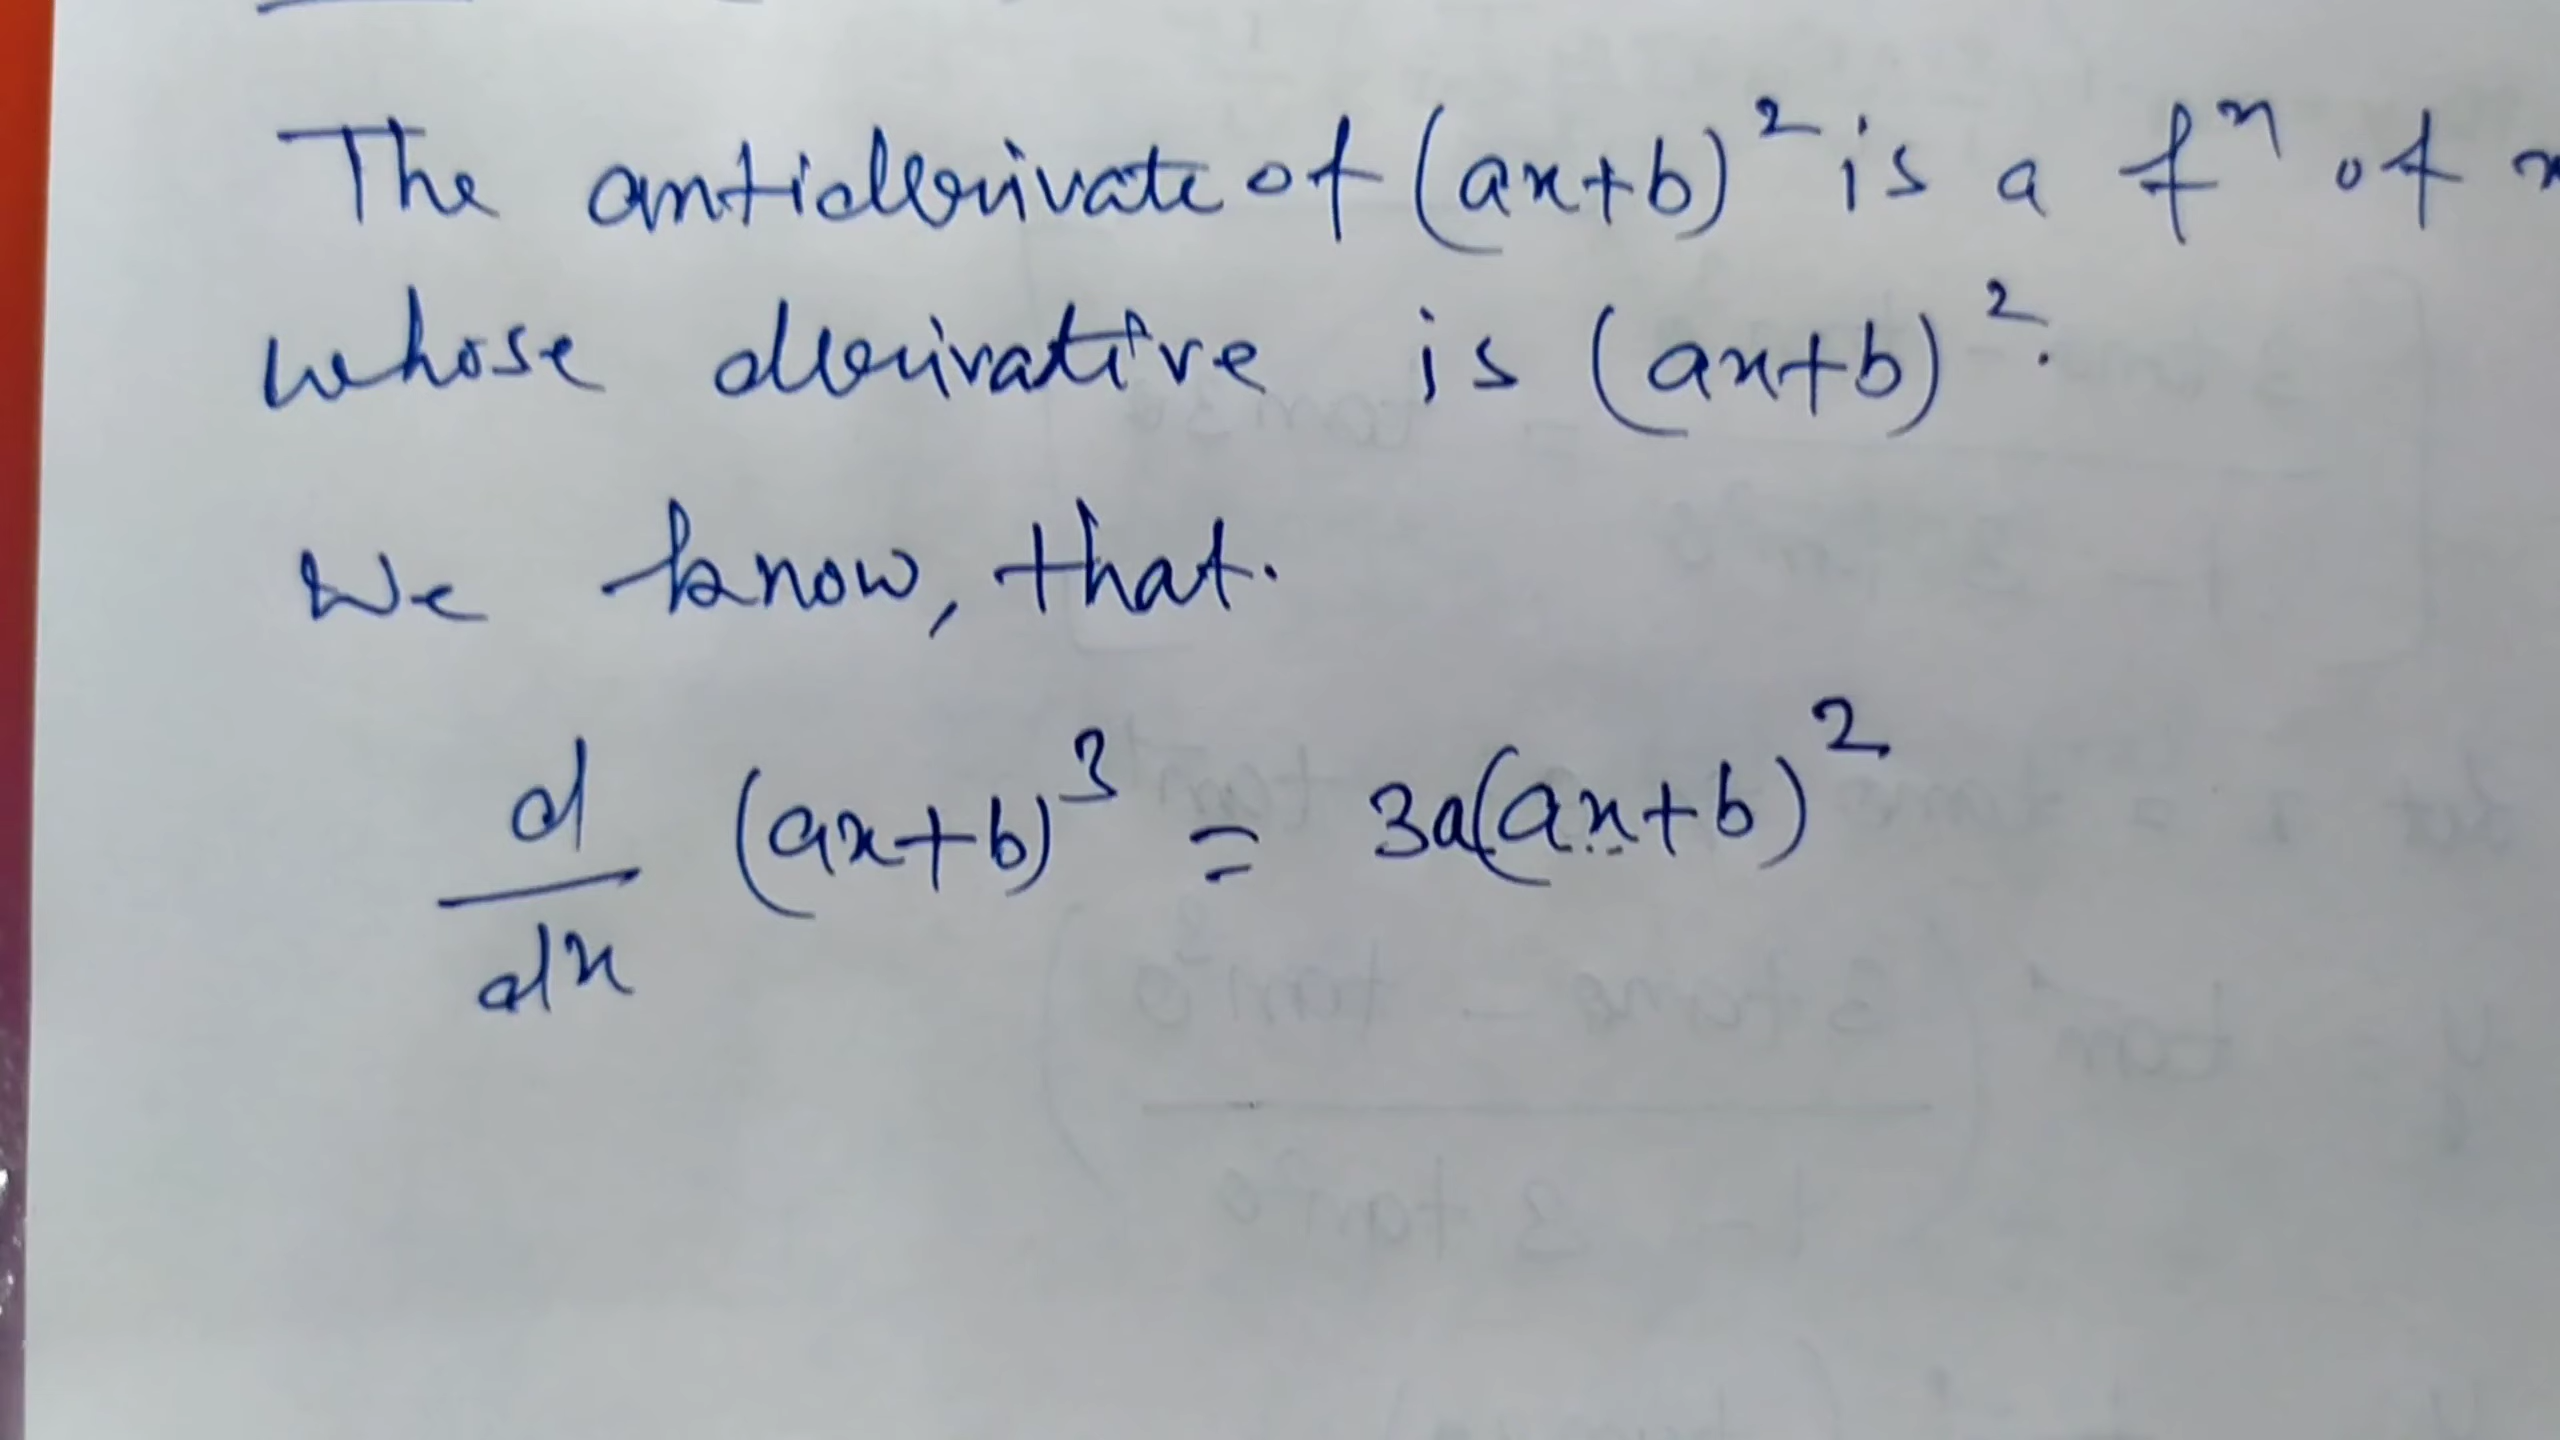 The antiderivate of (ax+b)² is a fⁿ of x
whose derivative is (ax+b)².
We know, that.
d/dx (ax+b)³ = 3a(ax+b)²